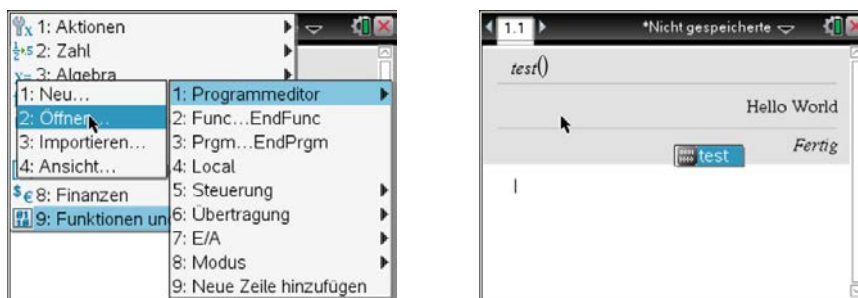 1: Aktionen
2: Zahl
3: Algebra
1: Neu...
2: Öffnen...
3: Importieren...
4: Ansicht...
8: Finanzen
9: Funktionen un
1: Programmeditor
2: Func...EndFunc
3: Prgm...EndPrgm
4: Local
5: Steuerung
6: Übertragung
7: E/A
8: Modus
9: Neue Zeile hinzufügen
1.1 *Nicht gespeicherte
test()
Hello World
Fertig
test